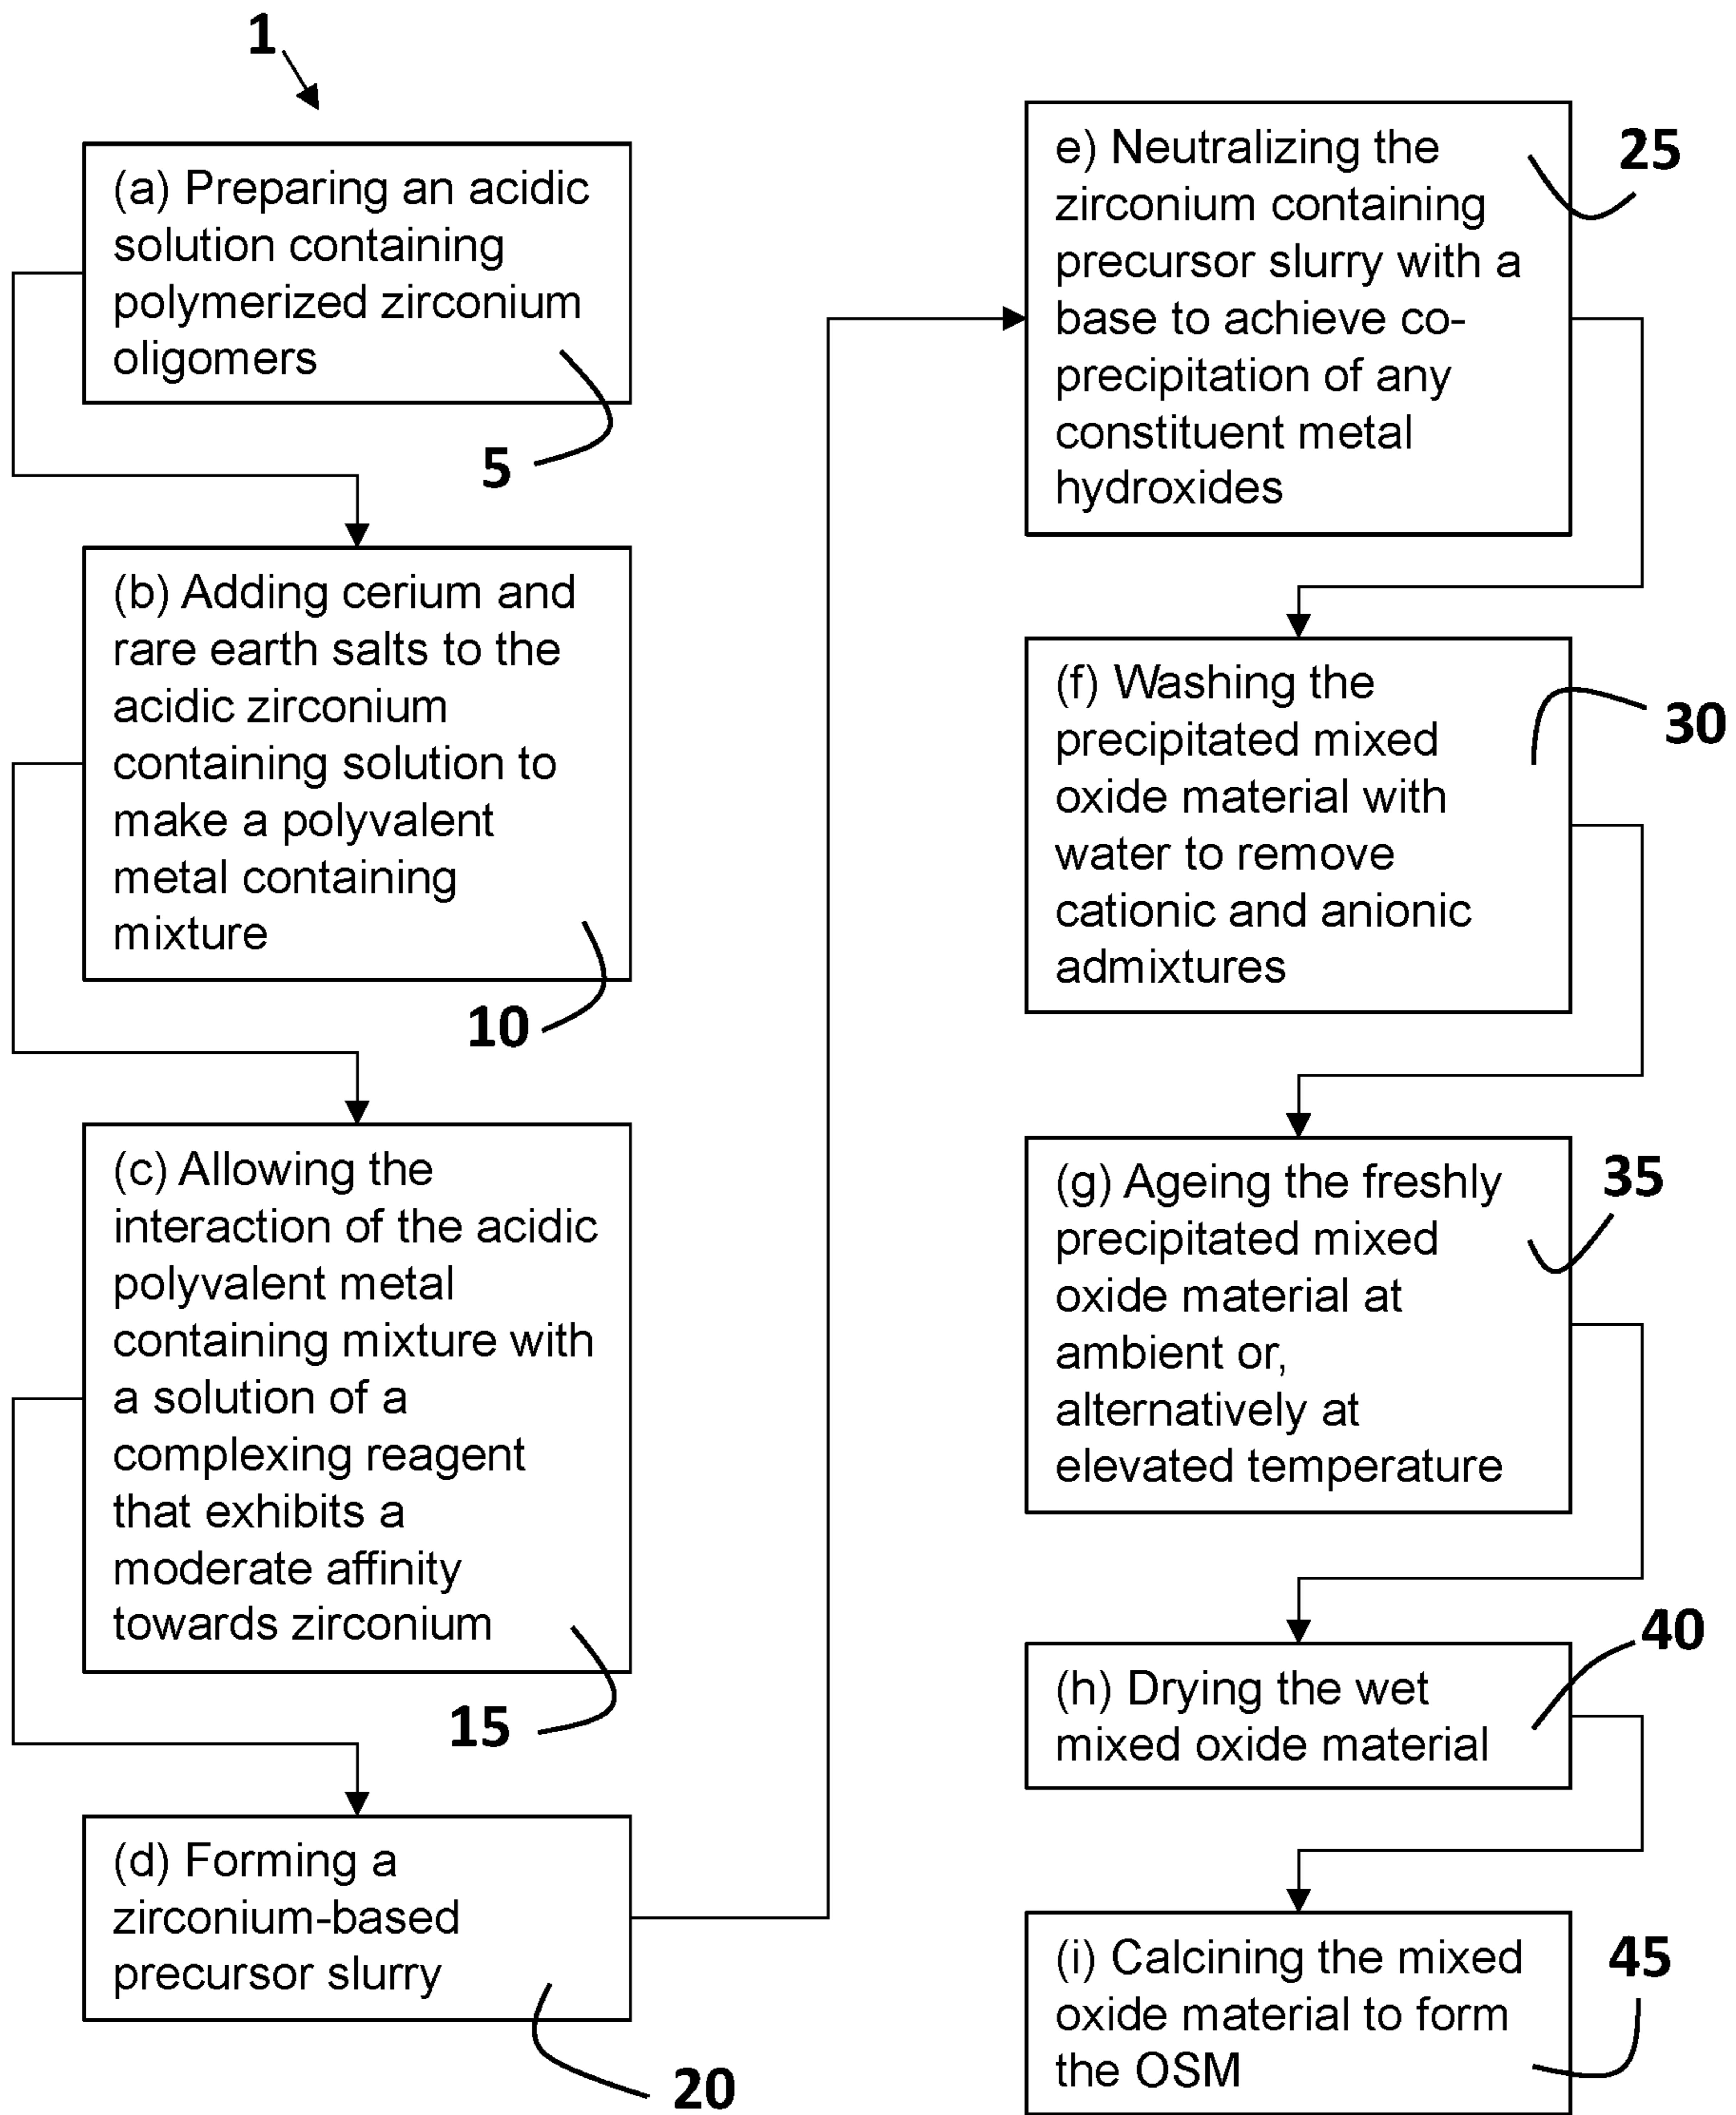 1
(a) Preparing an acidic
solution containing
polymerized zirconium
oligomers
5
(b) Adding cerium and
rare earth salts to the
acidic zirconium
containing solution to
make a polyvalent
metal containing
mixture
10
(c) Allowing the
interaction of the acidic
polyvalent metal
containing mixture with
a solution of a
complexing reagent
that exhibits a
moderate affinity
towards zirconium
15
(d) Forming a
zirconium-based
precursor slurry
20
e) Neutralizing the
zirconium containing
precursor slurry with a
base to achieve co-
precipitation of any
constituent metal
hydroxides
25
(f) Washing the
precipitated mixed
oxide material with
water to remove
cationic and anionic
admixtures
30
(g) Ageing the freshly
precipitated mixed
oxide material at
ambient or,
alternatively at
elevated temperature
35
(h) Drying the wet
mixed oxide material
40
(i) Calcining the mixed
oxide material to form
the OSM
45